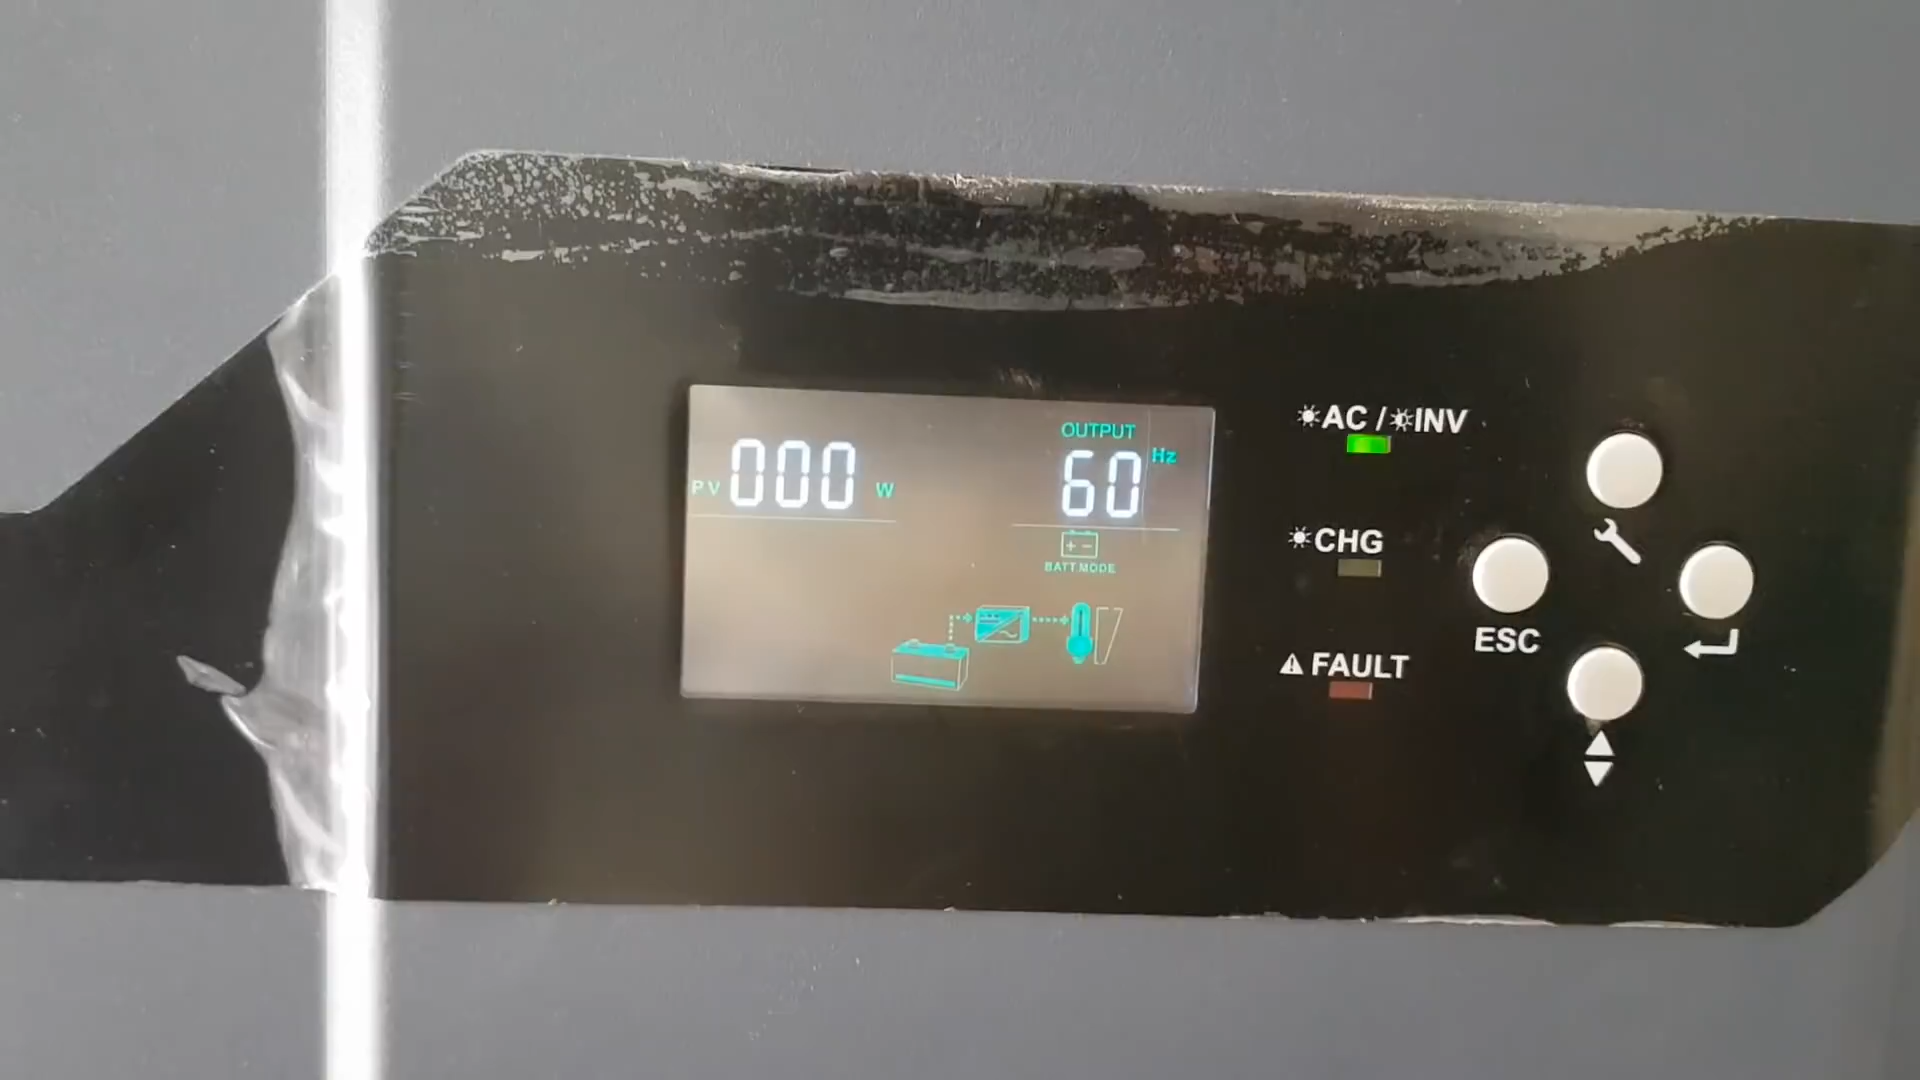 OUTPUT
PV 000 W
60 Hz
BATT MODE
AC / INV
CHG
FAULT
ESC